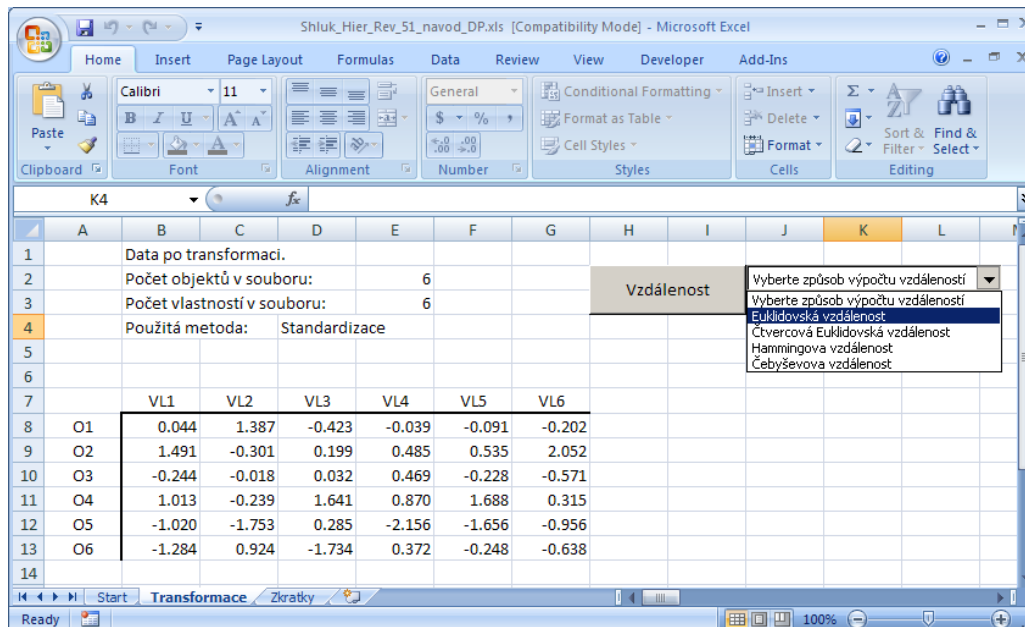 Shluk_Hier_Rev_51_navod_DP.xls [Compatibility Mode] - Microsoft Excel
Home Insert Page Layout Formulas Data Review View Developer Add-Ins
Calibri 11 General Conditional Formatting Insert Σ
B I U A A $ % , Format as Table Delete
Paste A .00 .00 Cell Styles Format Sort & Filter Find & Select
Clipboard Font Alignment Number Styles Cells Editing
K4 fx
A B C D E F G H I J K L
1 Data po transformaci.
2 Počet objektů v souboru: 6 Vyberte způsob výpočtu vzdáleností
Vzdálenost
3 Počet vlastností v souboru: 6 Vyberte způsob výpočtu vzdáleností
4 Použitá metoda: Standardizace Euklidovská vzdálenost
Čtvercová Euklidovská vzdálenost
5 Hammingova vzdálenost
Čebyševova vzdálenost
6
7 VL1 VL2 VL3 VL4 VL5 VL6
8 O1 0.044 1.387 -0.423 -0.039 -0.091 -0.202
9 O2 1.491 -0.301 0.199 0.485 0.535 2.052
10 O3 -0.244 -0.018 0.032 0.469 -0.228 -0.571
11 O4 1.013 -0.239 1.641 0.870 1.688 0.315
12 O5 -1.020 -1.753 0.285 -2.156 -1.656 -0.956
13 O6 -1.284 0.924 -1.734 0.372 -0.248 -0.638
14
Start Transformace Zkratky
Ready 100%